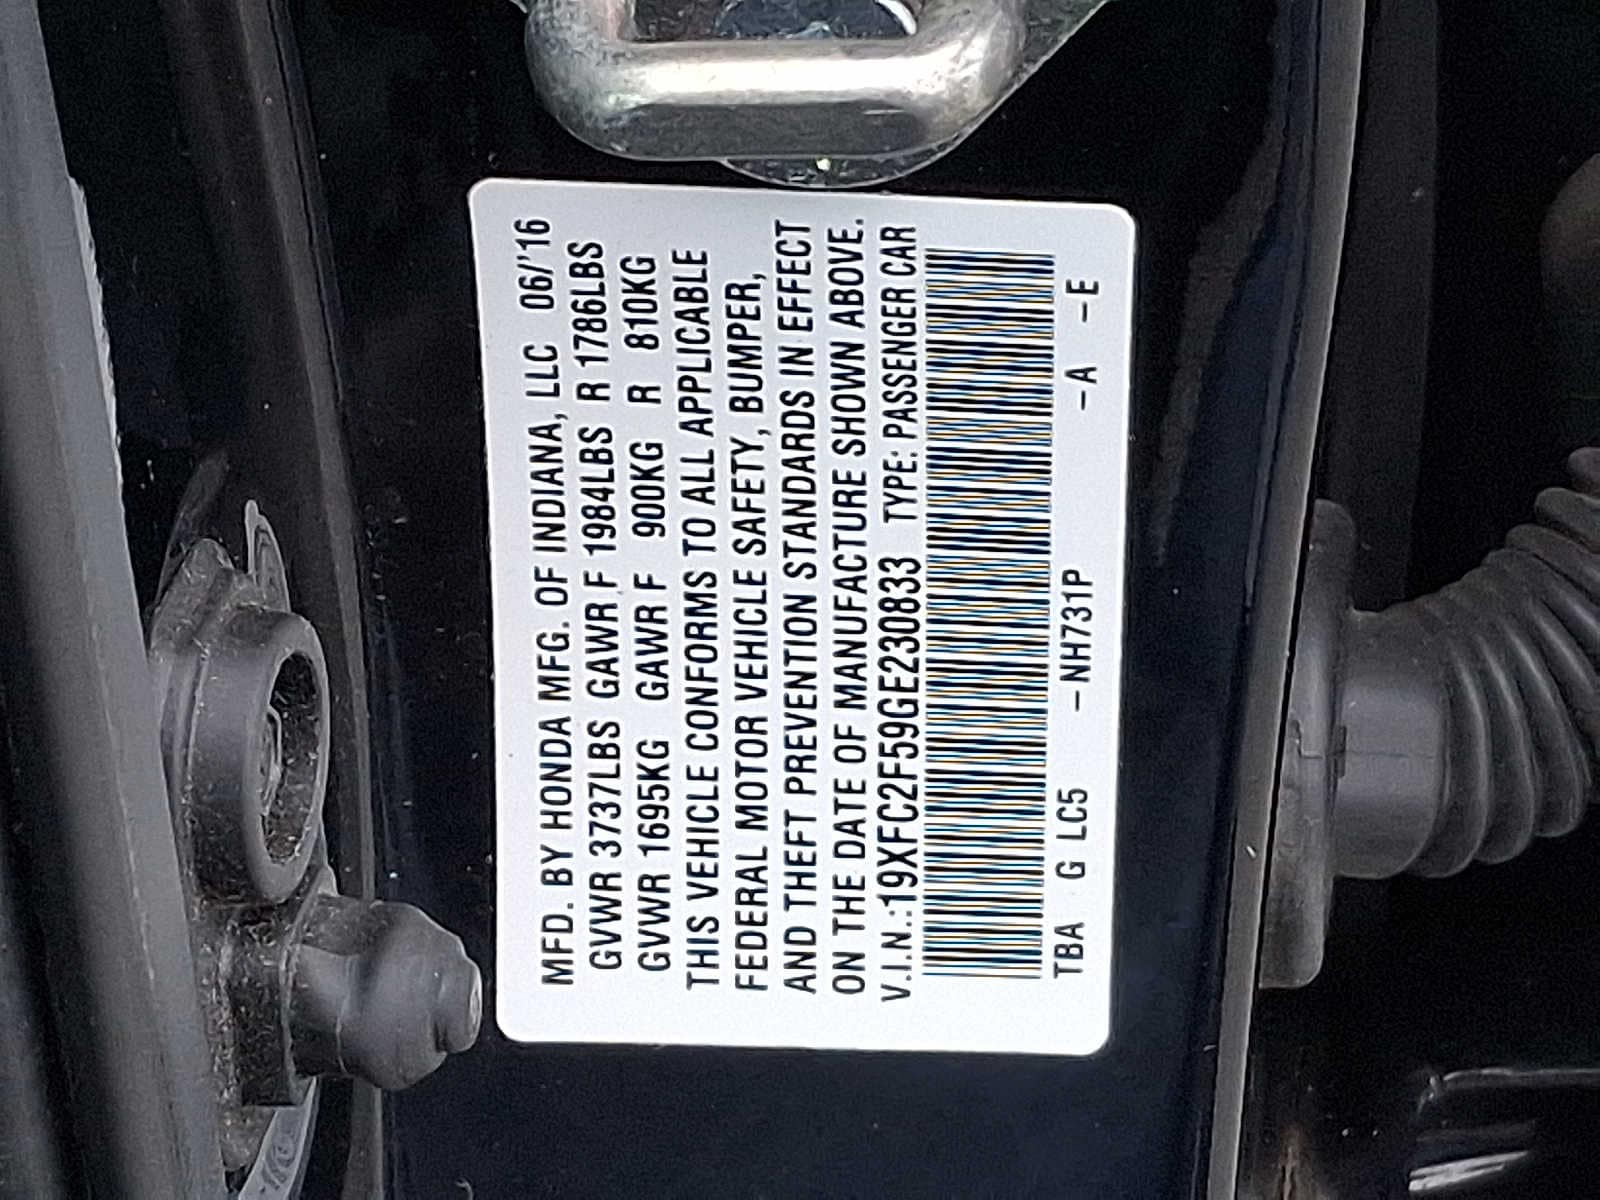 MFD. BY HONDA MFG. OF INDIANA, LLC 06/'16
GVWR 3737LBS GAWR F 1984LBS R 1786LBS
GVWR 1695KG GAWR F 900KG R 810KG
THIS VEHICLE CONFORMS TO ALL APPLICABLE
FEDERAL MOTOR VEHICLE SAFETY, BUMPER,
AND THEFT PREVENTION STANDARDS IN EFFECT
ON THE DATE OF MANUFACTURE SHOWN ABOVE.
V.I.N.:19XFC2F59GE230833 TYPE: PASSENGER CAR
TBA G LC5 -NH731P -A -E